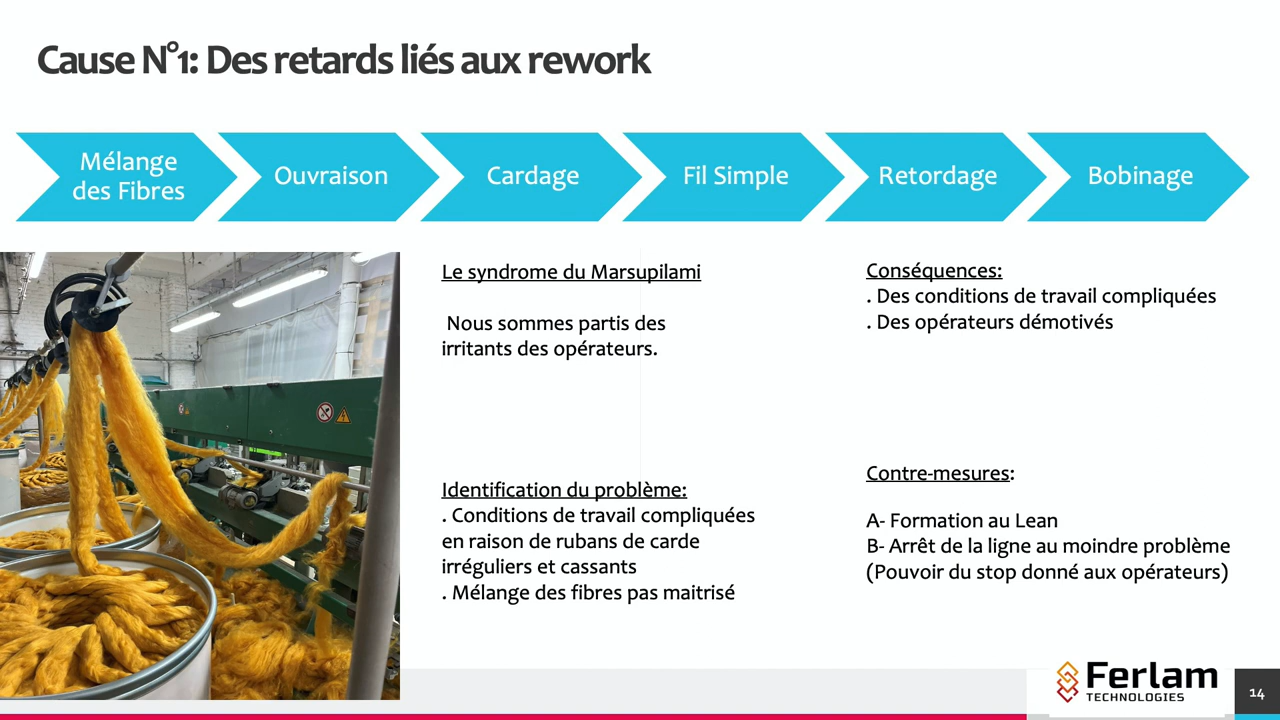 Cause N°1: Des retards liés aux rework
Mélange
des Fibres
Ouvraison
Cardage
Fil Simple
Retordage
Bobinage
Le syndrome du Marsupilami
Nous sommes partis des
irritants des opérateurs.
Identification du problème:
. Conditions de travail compliquées
en raison de rubans de carde
irréguliers et cassants
. Mélange des fibres pas maitrisé
Conséquences:
. Des conditions de travail compliquées
. Des opérateurs démotivés
Contre-mesures:
A- Formation au Lean
B- Arrêt de la ligne au moindre problème
(Pouvoir du stop donné aux opérateurs)
Ferlam
TECHNOLOGIES
14